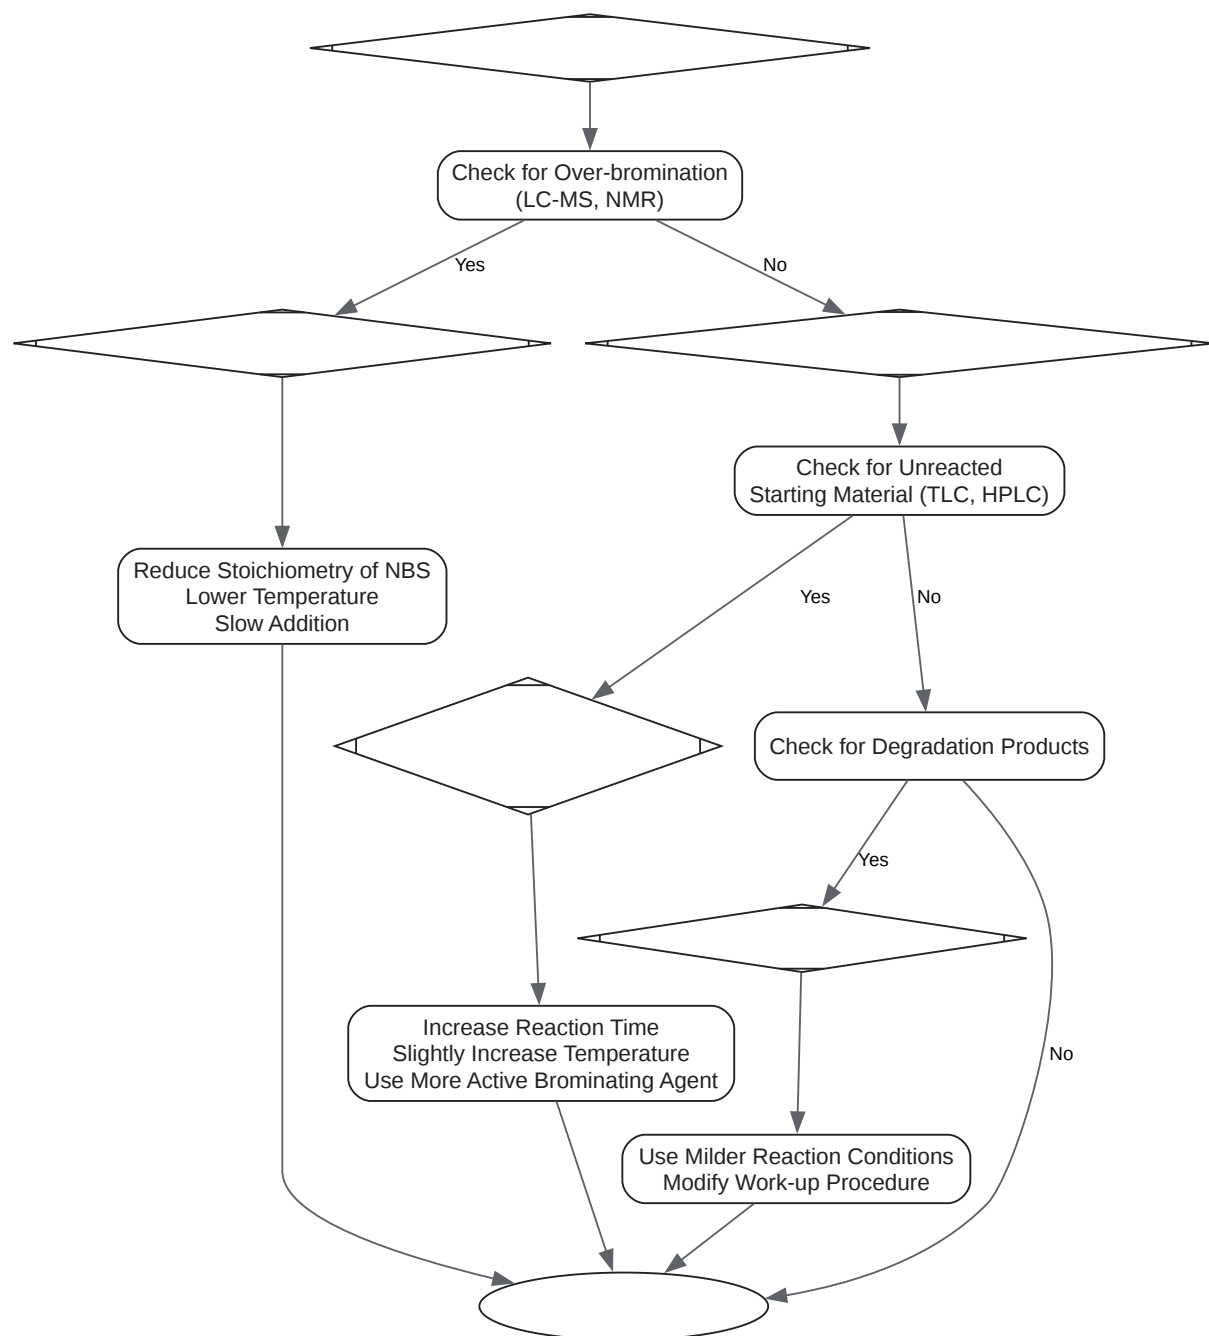 Check for Over-bromination
(LC-MS, NMR)
Yes
No
Check for Unreacted
Starting Material (TLC, HPLC)
Reduce Stoichiometry of NBS
Lower Temperature
Slow Addition
Yes
No
Check for Degradation Products
Yes
Increase Reaction Time
Slightly Increase Temperature
Use More Active Brominating Agent
No
Use Milder Reaction Conditions
Modify Work-up Procedure